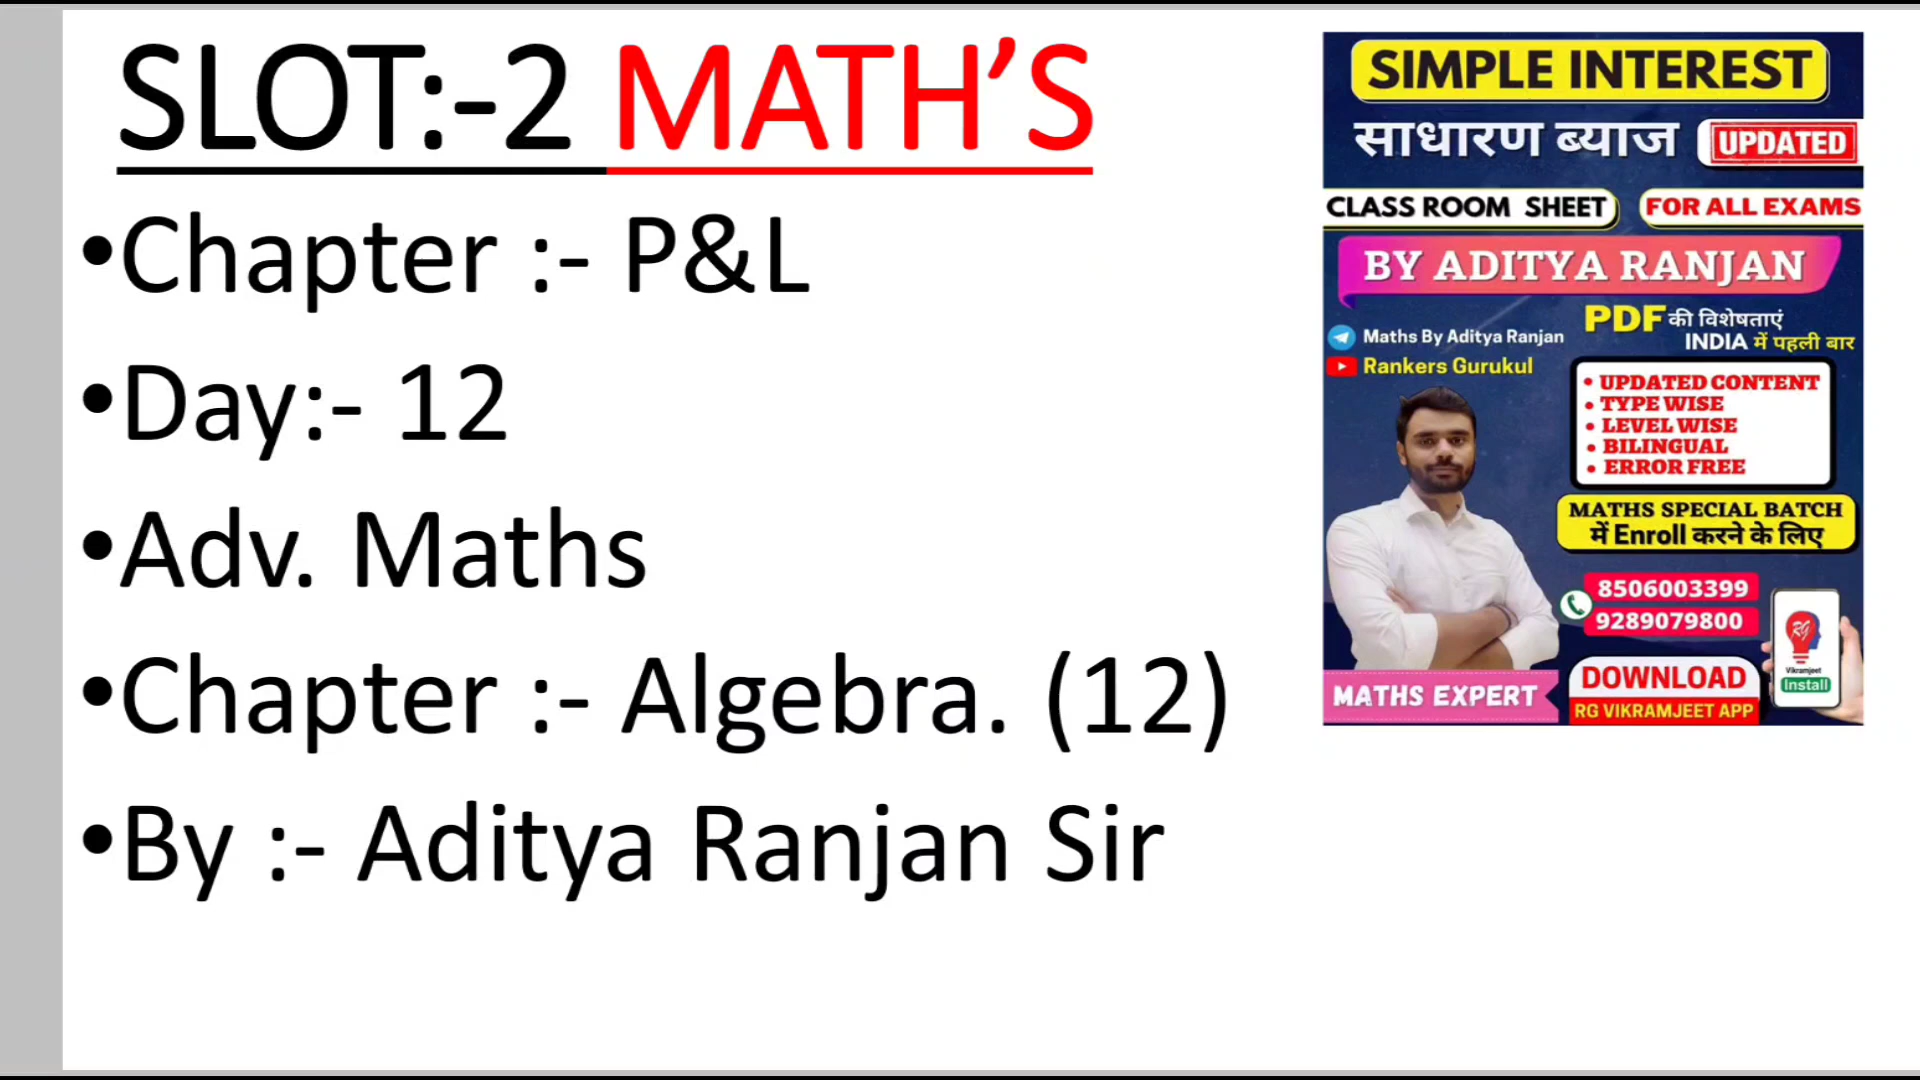 SLOT:-2 MATH’S
•Chapter :- P&L
•Day:- 12
•Adv. Maths
•Chapter :- Algebra. (12)
•By :- Aditya Ranjan Sir
SIMPLE INTEREST
साधारण ब्याज UPDATED
CLASS ROOM SHEET FOR ALL EXAMS
BY ADITYA RANJAN
PDF की विशेषताएं
INDIA में पहली बार
Maths By Aditya Ranjan
Rankers Gurukul
• UPDATED CONTENT
• TYPE WISE
• LEVEL WISE
• BILINGUAL
• ERROR FREE
MATHS SPECIAL BATCH
में Enroll करने के लिए
8506003399
9289079800
RG
Vikramjeet
Install
MATHS EXPERT
DOWNLOAD
RG VIKRAMJEET APP